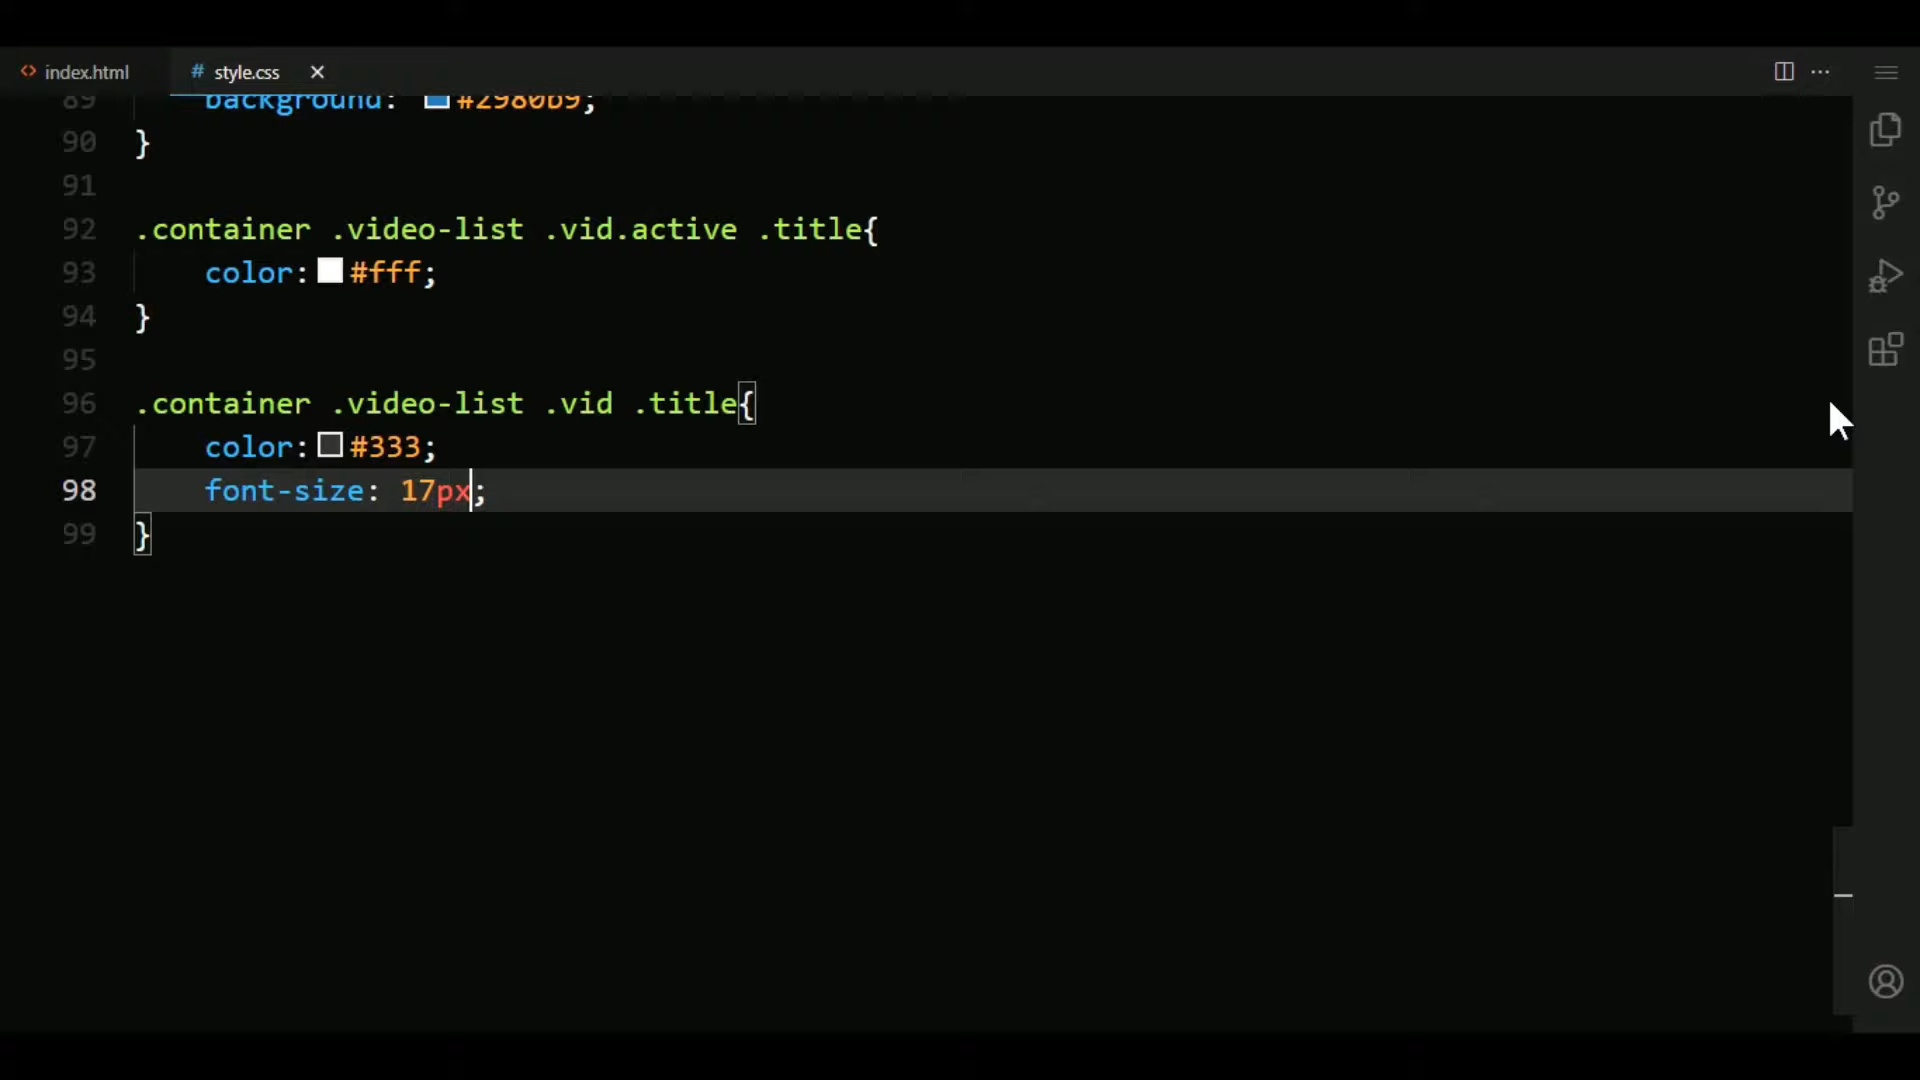 index.html
style.css
89 background: #2980b9;
90 }
91
92 .container .video-list .vid.active .title{
93 color: #fff;
94 }
95
96 .container .video-list .vid .title{
97 color: #333;
98 font-size: 17px;
99 }